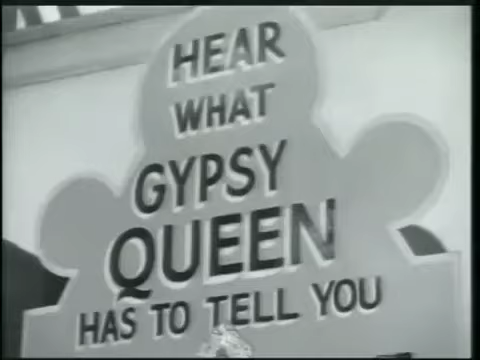 HEAR
WHAT
GYPSY
QUEEN
HAS TO TELL YOU